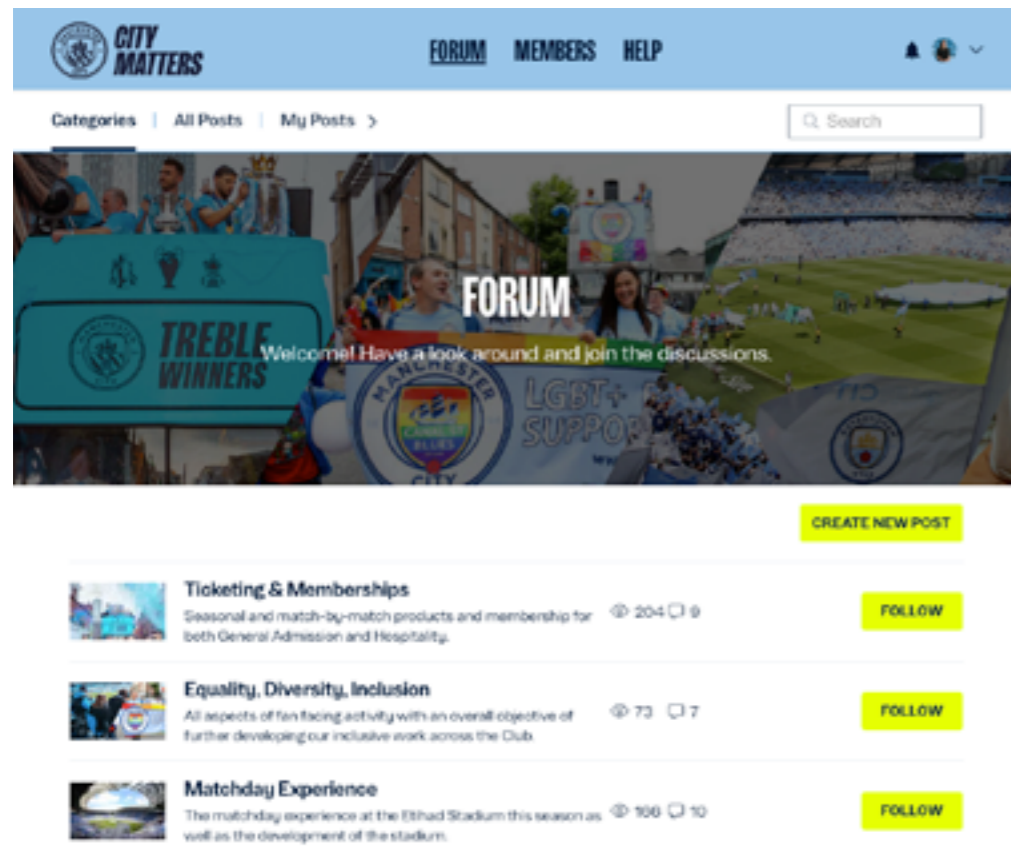 CITY
MATTERS
FORUM MEMBERS HELP
Categories | All Posts | My Posts >
Search
TREBLE
WINNERS
FORUM
Welcome! Have a look around and join the discussions.
MANCHESTER
CITY
LGBT+
CREATE NEW POST
Ticketing & Memberships
Seasonal and match-by-match products and membership for
both General Admission and Hospitality.
204 9
FOLLOW
Equality, Diversity, Inclusion
All aspects of fan facing activity with an overall objective of
further developing our inclusive work across the Club.
73 7
FOLLOW
Matchday Experience
The matchday experience at the Etihad Stadium this season as
well as the development of the stadium.
166 10
FOLLOW